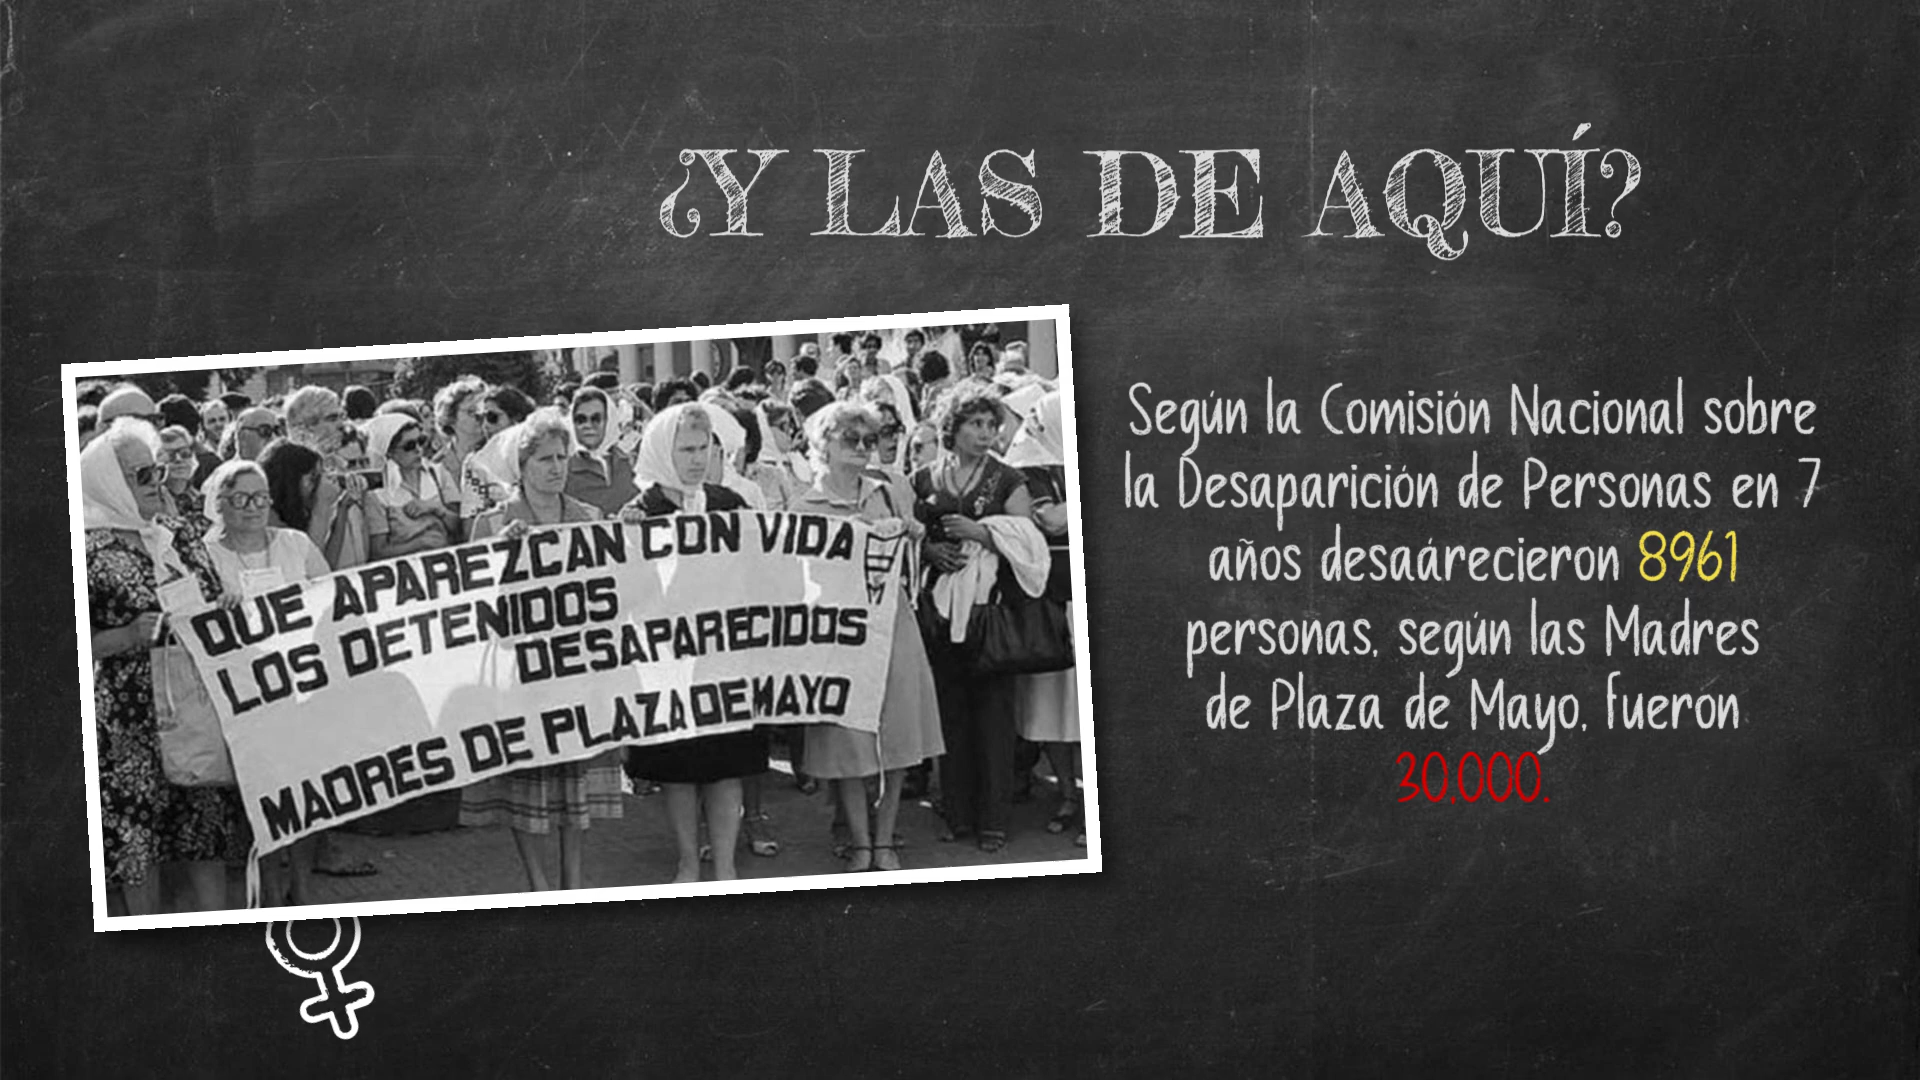 ¿Y LAS DE AQUÍ?
QUE APAREZCAN CON VIDA
LOS DETENIDOS
DESAPARECIDOS
MADRES DE PLAZA DE MAYO
Según la Comisión Nacional sobre
la Desaparición de Personas en 7
años desaárecieron 8961
personas, según las Madres
de Plaza de Mayo, fueron
30.000.